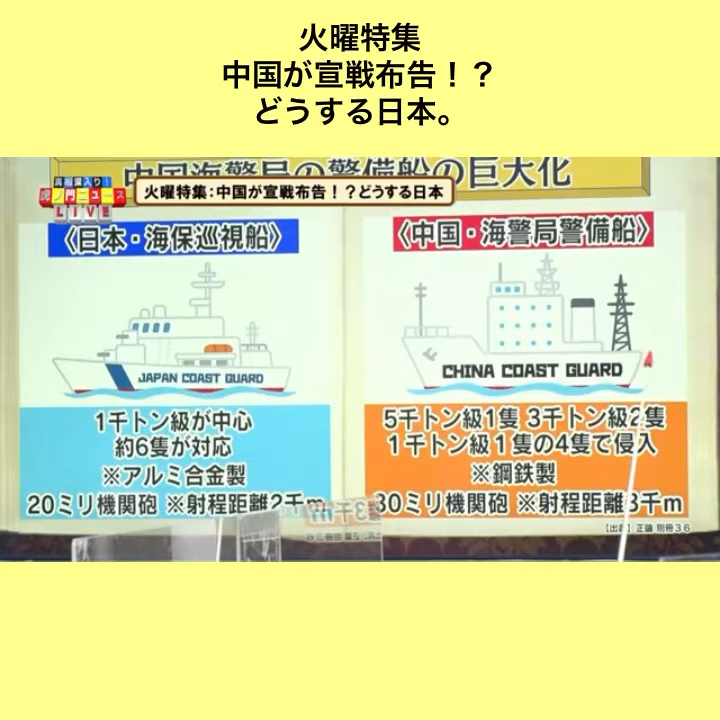 火曜特集
中国が宣戦布告！？
どうする日本。
中国海警局の警備船の巨大化
真相深入り！
虎ノ門ニュース
LIVE
火曜特集：中国が宣戦布告！？どうする日本
〈日本・海保巡視船〉
JAPAN COAST GUARD
1千トン級が中心
約6隻が対応
※アルミ合金製
20ミリ機関砲 ※射程距離2千m
〈中国・海警局警備船〉
CHINA COAST GUARD
5千トン級1隻 3千トン級2隻
1千トン級1隻の4隻で侵入
※鋼鉄製
30ミリ機関砲 ※射程距離3千m
【出典】正論 別冊36